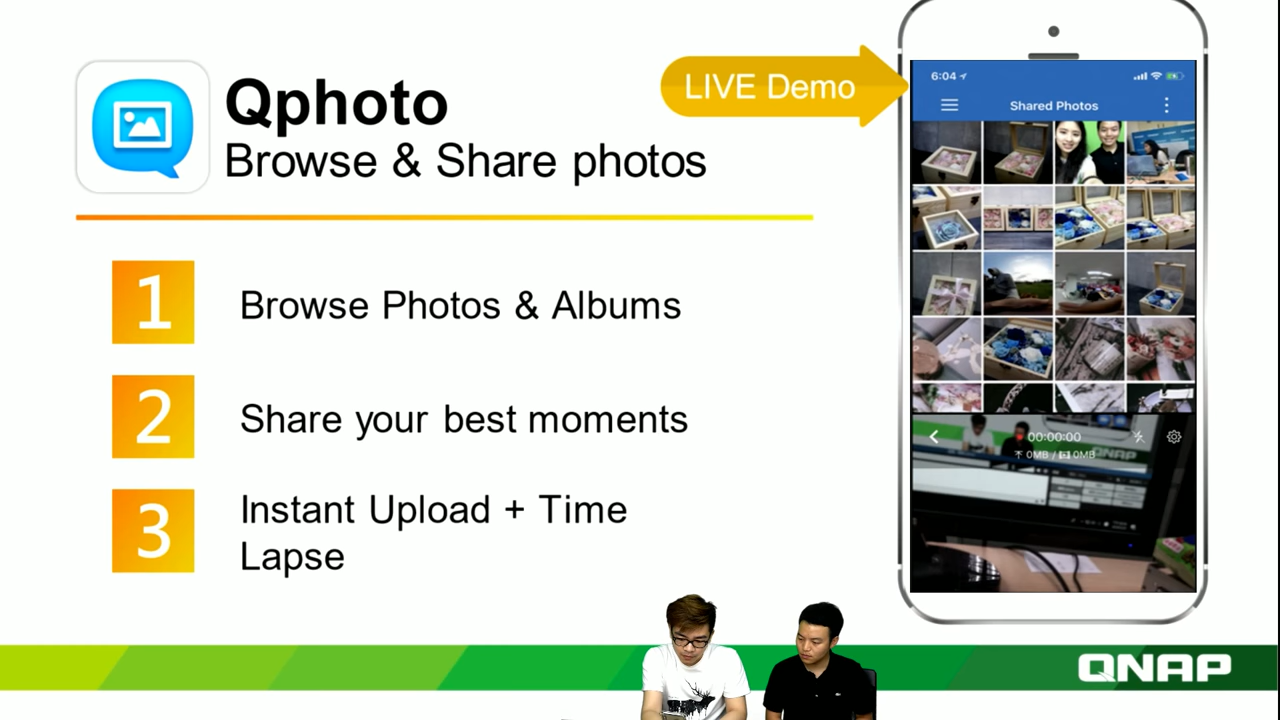 Qphoto
Browse & Share photos
LIVE Demo
1
Browse Photos & Albums
2
Share your best moments
3
Instant Upload + Time
Lapse
6:04
Shared Photos
00:00:00
0MB / 0MB
QNAP
QNAP